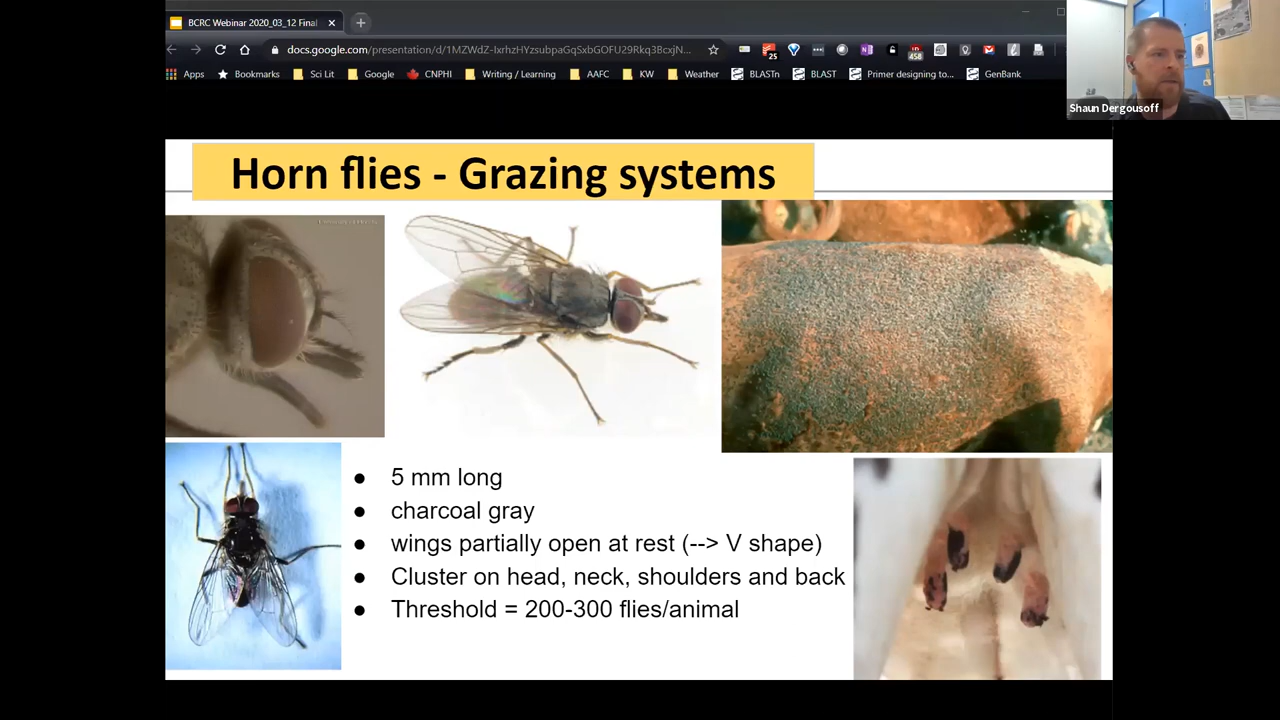 BCRC Webinar 2020_03_12 Final
docs.google.com/presentation/d/1MZWdZ-IxrhzHYzsubpaGqSxbGOFU29Rkq3BcxjN...
25
458
Apps Bookmarks Sci Lit Google CNPHI Writing / Learning AAFC KW Weather BLASTn BLAST Primer designing to... GenBank
Shaun Dergousoff
Horn flies - Grazing systems
● 5 mm long
● charcoal gray
● wings partially open at rest (--> V shape)
● Cluster on head, neck, shoulders and back
● Threshold = 200-300 flies/animal